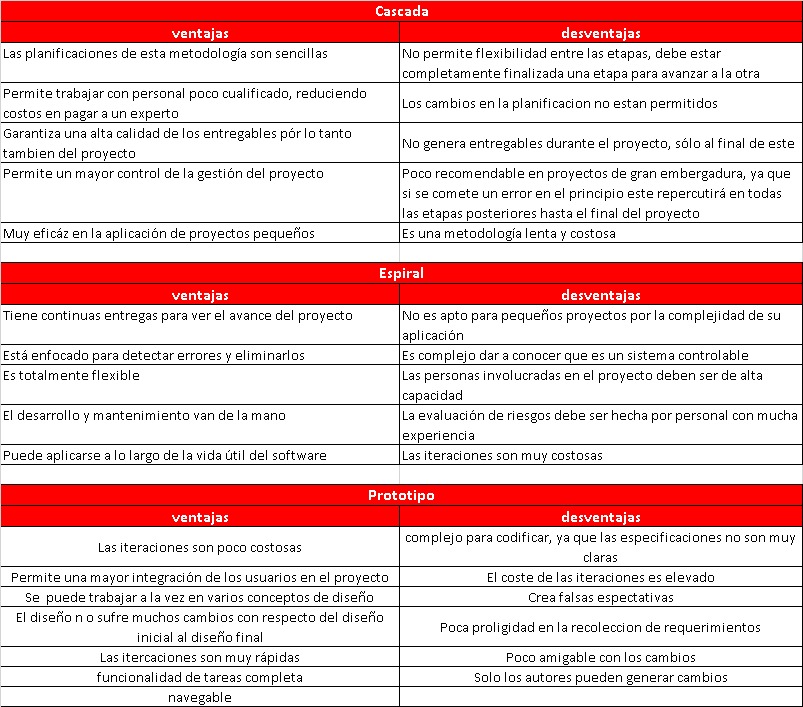 Cascada
ventajas
desventajas
Las planificaciones de esta metodología son sencillas
No permite flexibilidad entre las etapas, debe estar
completamente finalizada una etapa para avanzar a la otra
Permite trabajar con personal poco cualificado, reduciendo
costos en pagar a un experto
Los cambios en la planificacion no estan permitidos
Garantiza una alta calidad de los entregables pór lo tanto
tambien del proyecto
No genera entregables durante el proyecto, sólo al final de este
Permite un mayor control de la gestión del proyecto
Poco recomendable en proyectos de gran embergadura, ya que
si se comete un error en el principio este repercutirá en todas
las etapas posteriores hasta el final del proyecto
Muy eficáz en la aplicación de proyectos pequeños
Es una metodología lenta y costosa
Espiral
ventajas
desventajas
Tiene continuas entregas para ver el avance del proyecto
No es apto para pequeños proyectos por la complejidad de su
aplicación
Está enfocado para detectar errores y eliminarlos
Es complejo dar a conocer que es un sistema controlable
Es totalmente flexible
Las personas involucradas en el proyecto deben ser de alta
capacidad
El desarrollo y mantenimiento van de la mano
La evaluación de riesgos debe ser hecha por personal con mucha
experiencia
Puede aplicarse a lo largo de la vida útil del software
Las iteraciones son muy costosas
Prototipo
ventajas
desventajas
Las iteraciones son poco costosas
complejo para codificar, ya que las especificaciones no son muy
claras
Permite una mayor integración de los usuarios en el proyecto
El coste de las iteraciones es elevado
Se  puede trabajar a la vez en varios conceptos de diseño
Crea falsas espectativas
El diseño n o sufre muchos cambios con respecto del diseño
inicial al diseño final
Poca proligidad en la recoleccion de requerimientos
Las itercaciones son muy rápidas
Poco amigable con los cambios
funcionalidad de tareas completa
Solo los autores pueden generar cambios
navegable